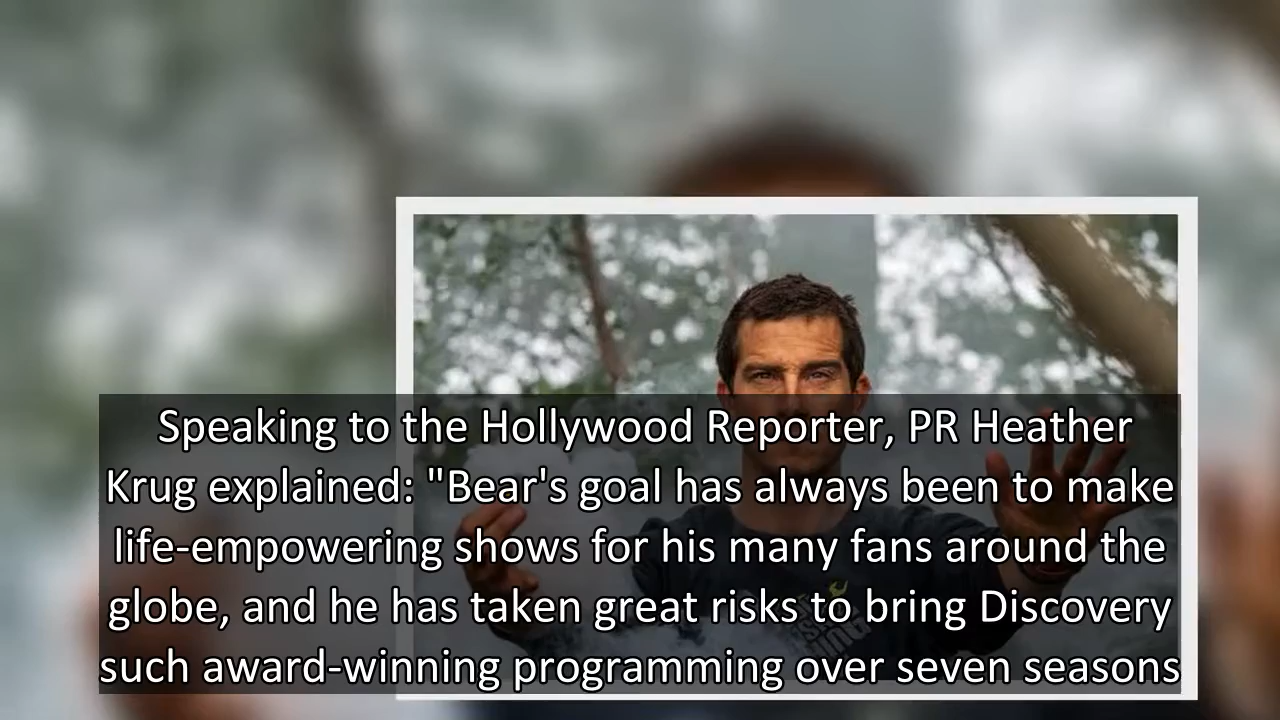 Speaking to the Hollywood Reporter, PR Heather
Krug explained: "Bear's goal has always been to make
life-empowering shows for his many fans around the
globe, and he has taken great risks to bring Discovery
such award-winning programming over seven seasons